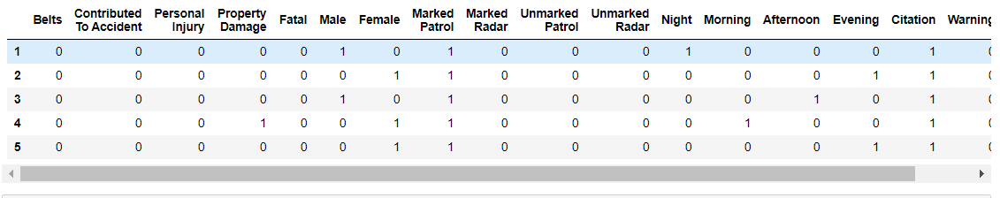 Belts Contributed To Accident Personal Injury Property Damage Fatal Male Female Marked Patrol Marked Radar Unmarked Patrol Unmarked Radar Night Morning Afternoon Evening Citation Warning
1 0 0 0 0 0 1 0 1 0 0 0 1 0 0 0 1
2 0 0 0 0 0 0 1 1 0 0 0 0 0 0 1 1
3 0 0 0 0 0 1 0 1 0 0 0 0 0 1 0 1
4 0 0 0 1 0 0 1 1 0 0 0 0 1 0 0 1
5 0 0 0 0 0 0 1 1 0 0 0 0 0 0 1 1